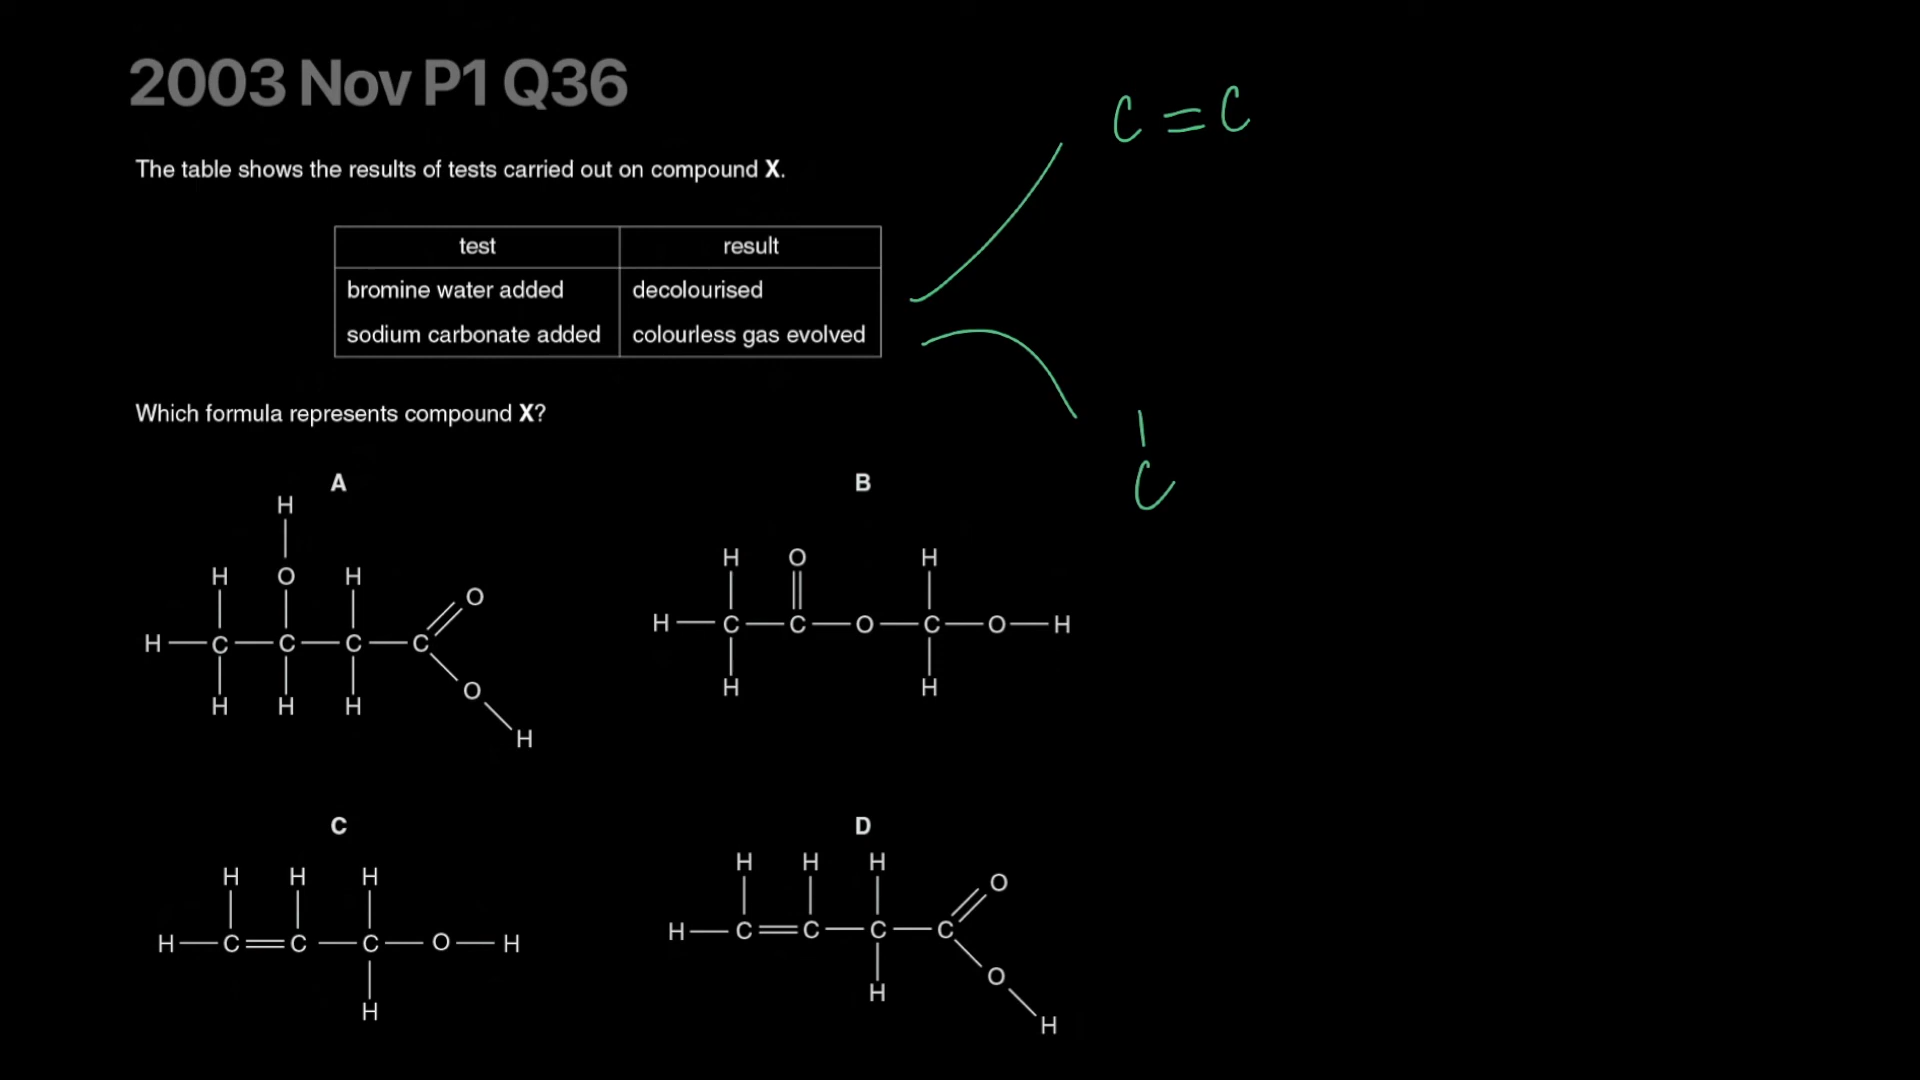 2003 Nov P1 Q36
C = C
The table shows the results of tests carried out on compound X.
test result
bromine water added decolourised
sodium carbonate added colourless gas evolved
Which formula represents compound X?
C
A
H
H O H
O
H C C C C
O
H H H
H
B
H O H
H C C O C O H
H H
C
H H H
H C C C O H
H
D
H H H
O
H C C C C
O
H
H